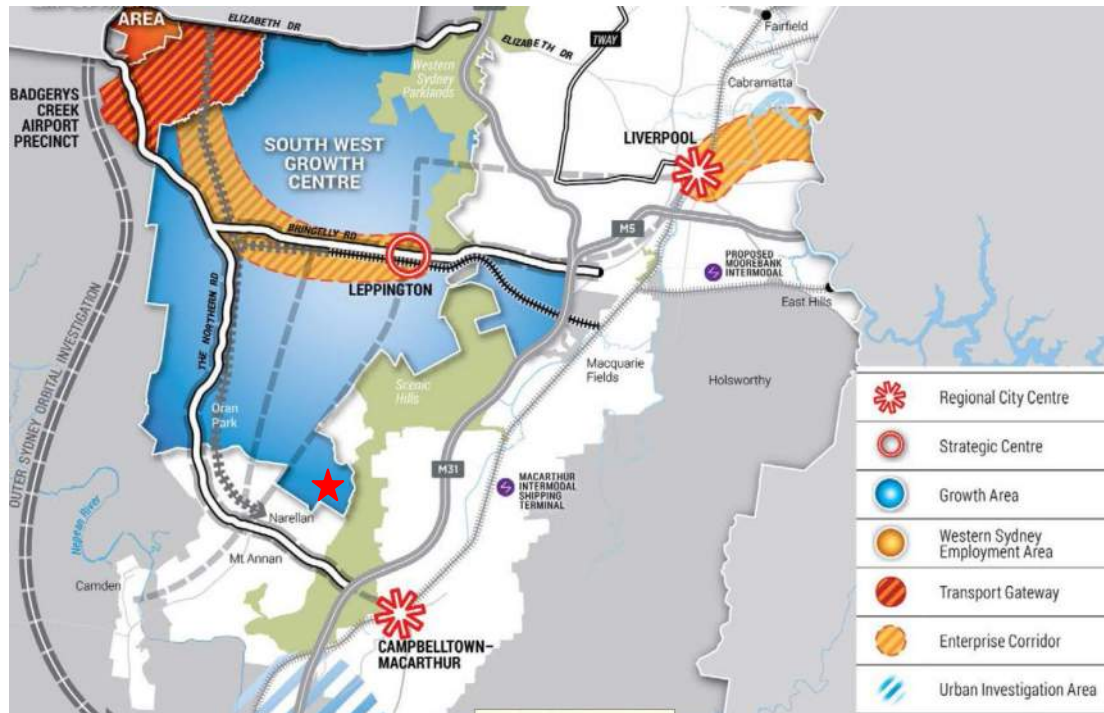 AREA
ELIZABETH DR
ELIZABETH DR
TWAY
Fairfield
Cabramatta
Western
Sydney
Parklands
BADGERYS
CREEK
AIRPORT
PRECINCT
LIVERPOOL
SOUTH WEST
GROWTH
CENTRE
M5
BRINGELLY RD
PROPOSED
MOOREBANK
INTERMODAL
LEPPINGTON
East Hills
THE NORTHERN RD
OUTER SYDNEY ORBITAL INVESTIGATION
Macquarie
Fields
Holsworthy
Scenic
Hills
Oran
Park
M31
MACARTHUR
INTERMODAL
SHIPPING
TERMINAL
Nepean River
Narellan
Mt Annan
Camden
CAMPBELLTOWN–
MACARTHUR
Regional City Centre
Strategic Centre
Growth Area
Western Sydney
Employment Area
Transport Gateway
Enterprise Corridor
Urban Investigation Area